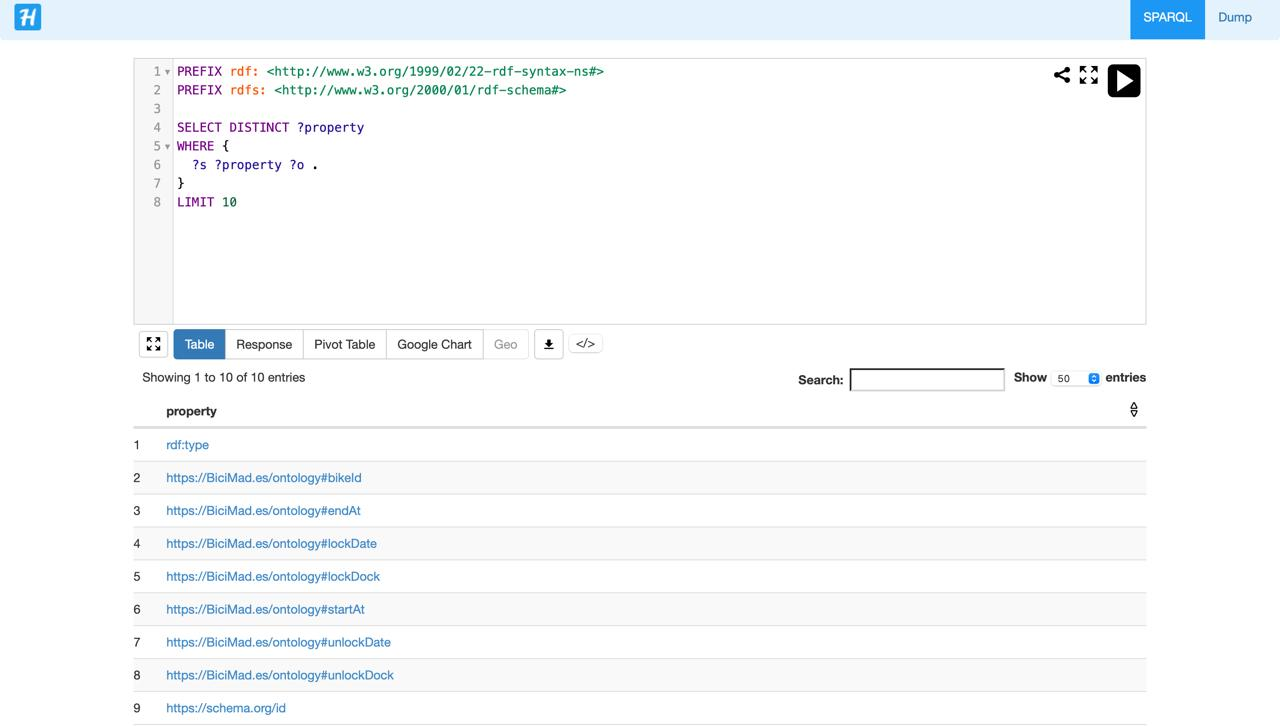 H
SPARQL Dump
1 PREFIX rdf: <http://www.w3.org/1999/02/22-rdf-syntax-ns#>
2 PREFIX rdfs: <http://www.w3.org/2000/01/rdf-schema#>
3
4 SELECT DISTINCT ?property
5 WHERE {
6 ?s ?property ?o .
7 }
8 LIMIT 10
Table Response Pivot Table Google Chart Geo </>
Showing 1 to 10 of 10 entries Search: Show 50 entries
property
1 rdf:type
2 https://BiciMad.es/ontology#bikeId
3 https://BiciMad.es/ontology#endAt
4 https://BiciMad.es/ontology#lockDate
5 https://BiciMad.es/ontology#lockDock
6 https://BiciMad.es/ontology#startAt
7 https://BiciMad.es/ontology#unlockDate
8 https://BiciMad.es/ontology#unlockDock
9 https://schema.org/id